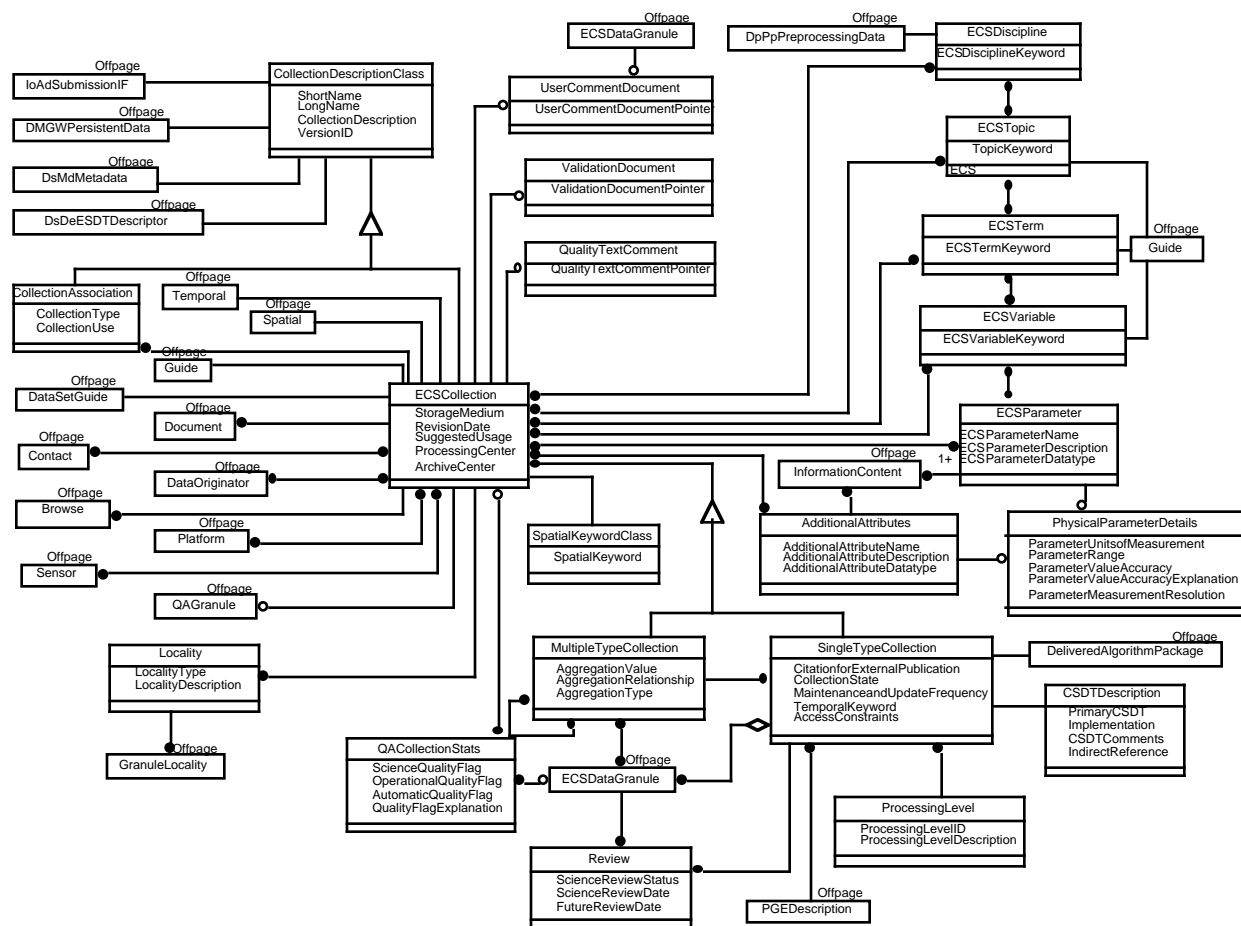 Offpage
ECSDataGranule
Offpage
DpPpPreprocessingData
ECSDiscipline
ECSDisciplineKeyword
Offpage
IoAdSubmissionIF
CollectionDescriptionClass
ShortName
LongName
CollectionDescription
VersionID
Offpage
DMGWPersistentData
Offpage
DsMdMetadata
Offpage
DsDeESDTDescriptor
UserCommentDocument
UserCommentDocumentPointer
ECSTopic
TopicKeyword
ECS
ValidationDocument
ValidationDocumentPointer
ECSTerm
ECSTermKeyword
Offpage
Guide
QualityTextComment
QualityTextCommentPointer
ECSVariable
ECSVariableKeyword
CollectionAssociation
CollectionType
CollectionUse
Offpage
Temporal
Offpage
Spatial
Offpage
Guide
Offpage
DataSetGuide
Offpage
Document
Offpage
Contact
Offpage
DataOriginator
Offpage
Browse
Offpage
Platform
Offpage
Sensor
Offpage
QAGranule
ECSCollection
StorageMedium
RevisionDate
SuggestedUsage
ProcessingCenter
ArchiveCenter
ECSParameter
ECSParameterName
ECSParameterDescription
1+ ECSParameterDatatype
Offpage
InformationContent
SpatialKeywordClass
SpatialKeyword
AdditionalAttributes
AdditionalAttributeName
AdditionalAttributeDescription
AdditionalAttributeDatatype
PhysicalParameterDetails
ParameterUnitsofMeasurement
ParameterRange
ParameterValueAccuracy
ParameterValueAccuracyExplanation
ParameterMeasurementResolution
Locality
LocalityType
LocalityDescription
Offpage
GranuleLocality
MultipleTypeCollection
AggregationValue
AggregationRelationship
AggregationType
SingleTypeCollection
CitationforExternalPublication
CollectionState
MaintenanceandUpdateFrequency
TemporalKeyword
AccessConstraints
Offpage
DeliveredAlgorithmPackage
CSDTDescription
PrimaryCSDT
Implementation
CSDTComments
IndirectReference
QACollectionStats
ScienceQualityFlag
OperationalQualityFlag
AutomaticQualityFlag
QualityFlagExplanation
Offpage
ECSDataGranule
ProcessingLevel
ProcessingLevelID
ProcessingLevelDescription
Review
ScienceReviewStatus
ScienceReviewDate
FutureReviewDate
Offpage
PGEDescription